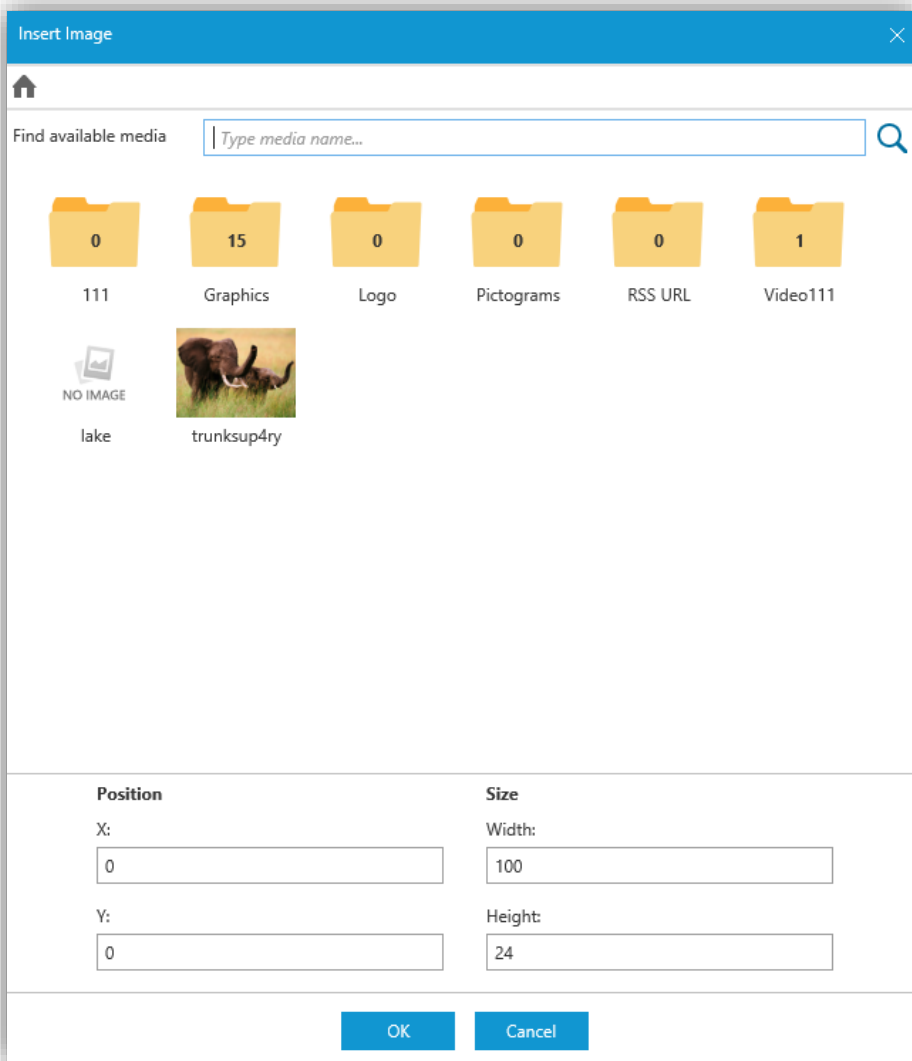 Insert Image
Find available media
Type media name...
0 15 0 0 0 1
111 Graphics Logo Pictograms RSS URL Video111
NO IMAGE
lake trunksup4ry
Position Size
X: Width:
0 100
Y: Height:
0 24
OK Cancel